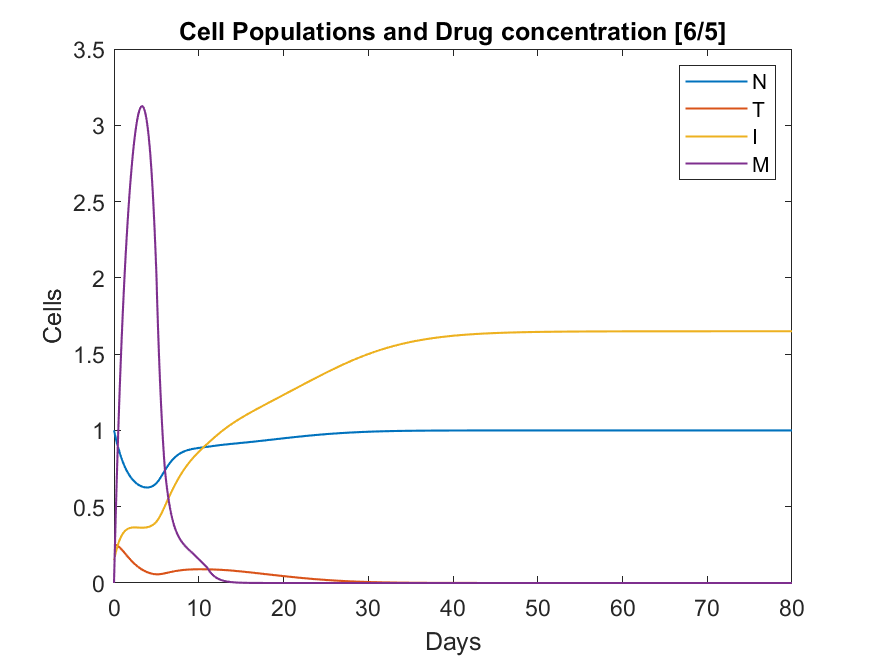 Cell Populations and Drug concentration [6/5]
3.5
3
2.5
2
1.5
1
0.5
0
Cells
N
T
I
M
0 10 20 30 40 50 60 70 80
Days